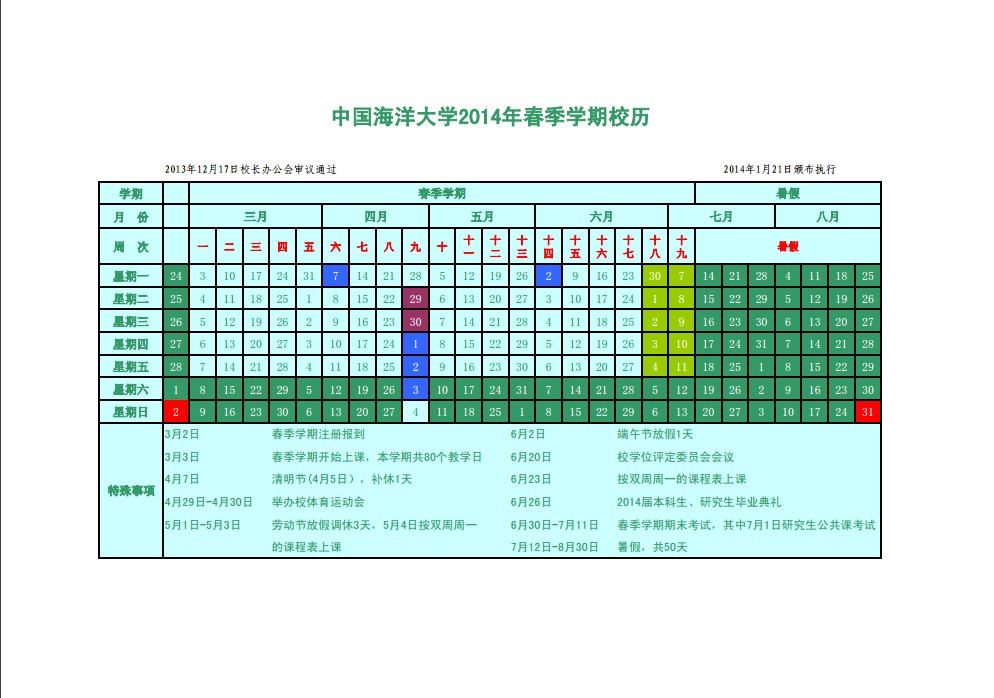 中国海洋大学2014年春季学期校历
2013年12月17日校长办公会审议通过 2014年1月21日颁布执行
学期 春季学期 暑假
月 份 三月 四月 五月 六月 七月 八月
周 次 一 二 三 四 五 六 七 八 九 十 十一 十二 十三 十四 十五 十六 十七 十八 十九 暑假
星期一 24 3 10 17 24 31 7 14 21 28 5 12 19 26 2 9 16 23 30 7 14 21 28 4 11 18 25
星期二 25 4 11 18 25 1 8 15 22 29 6 13 20 27 3 10 17 24 1 8 15 22 29 5 12 19 26
星期三 26 5 12 19 26 2 9 16 23 30 7 14 21 28 4 11 18 25 2 9 16 23 30 6 13 20 27
星期四 27 6 13 20 27 3 10 17 24 1 8 15 22 29 5 12 19 26 3 10 17 24 31 7 14 21 28
星期五 28 7 14 21 28 4 11 18 25 2 9 16 23 30 6 13 20 27 4 11 18 25 1 8 15 22 29
星期六 1 8 15 22 29 5 12 19 26 3 10 17 24 31 7 14 21 28 5 12 19 26 2 9 16 23 30
星期日 2 9 16 23 30 6 13 20 27 4 11 18 25 1 8 15 22 29 6 13 20 27 3 10 17 24 31
特殊事项
3月2日 春季学期注册报到 6月2日 端午节放假1天
3月3日 春季学期开始上课，本学期共80个教学日 6月20日 校学位评定委员会会议
4月7日 清明节(4月5日)，补休1天 6月23日 按双周周一的课程表上课
4月29日-4月30日 举办校体育运动会 6月26日 2014届本科生、研究生毕业典礼
5月1日-5月3日 劳动节放假调休3天，5月4日按双周周一 6月30日-7月11日 春季学期期末考试，其中7月1日研究生公共课考试
的课程表上课 7月12日-8月30日 暑假，共50天